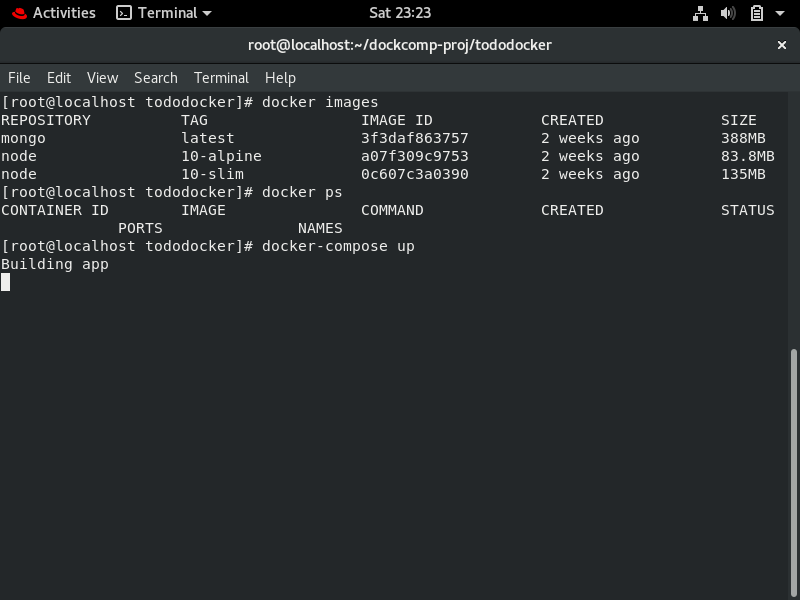 Activities Terminal Sat 23:23
root@localhost:~/dockcomp-proj/tododocker
File Edit View Search Terminal Help
[root@localhost tododocker]# docker images
REPOSITORY TAG IMAGE ID CREATED SIZE
mongo latest 3f3daf863757 2 weeks ago 388MB
node 10-alpine a07f309c9753 2 weeks ago 83.8MB
node 10-slim 0c607c3a0390 2 weeks ago 135MB
[root@localhost tododocker]# docker ps
CONTAINER ID IMAGE COMMAND CREATED STATUS
PORTS NAMES
[root@localhost tododocker]# docker-compose up
Building app